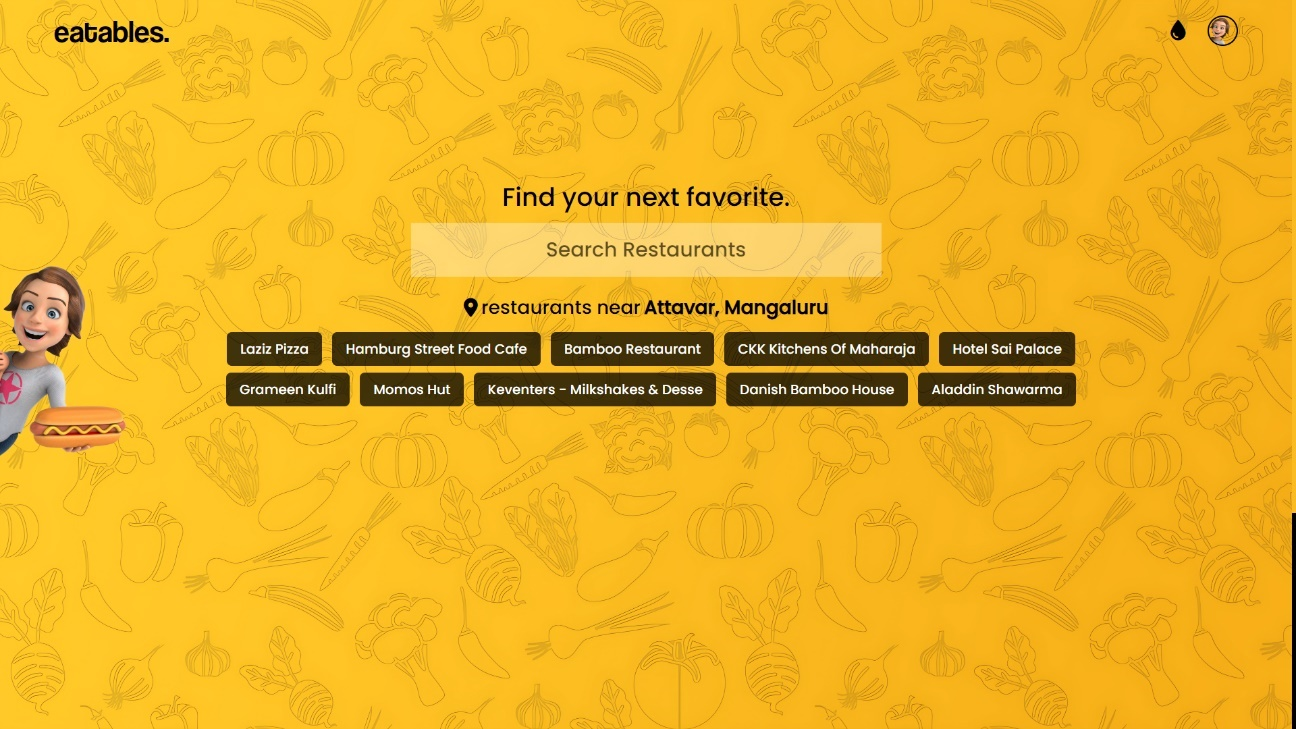 eatables.
Find your next favorite.
Search Restaurants
restaurants near Attavar, Mangaluru
Laziz Pizza Hamburg Street Food Cafe Bamboo Restaurant CKK Kitchens Of Maharaja Hotel Sai Palace
Grameen Kulfi Momos Hut Keventers - Milkshakes & Desse Danish Bamboo House Aladdin Shawarma